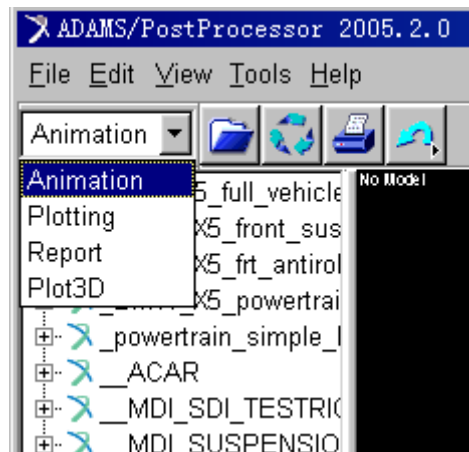 ADAMS/PostProcessor 2005.2.0
File Edit View Tools Help
Animation
Animation
Plotting
Report
Plot3D
5_full_vehicle
No Model
X5_front_sus
X5_frt_antirol
X5_powertrai
_powertrain_simple_
__ACAR
__MDI_SDI_TESTRI
__MDI_SUSPENSIO